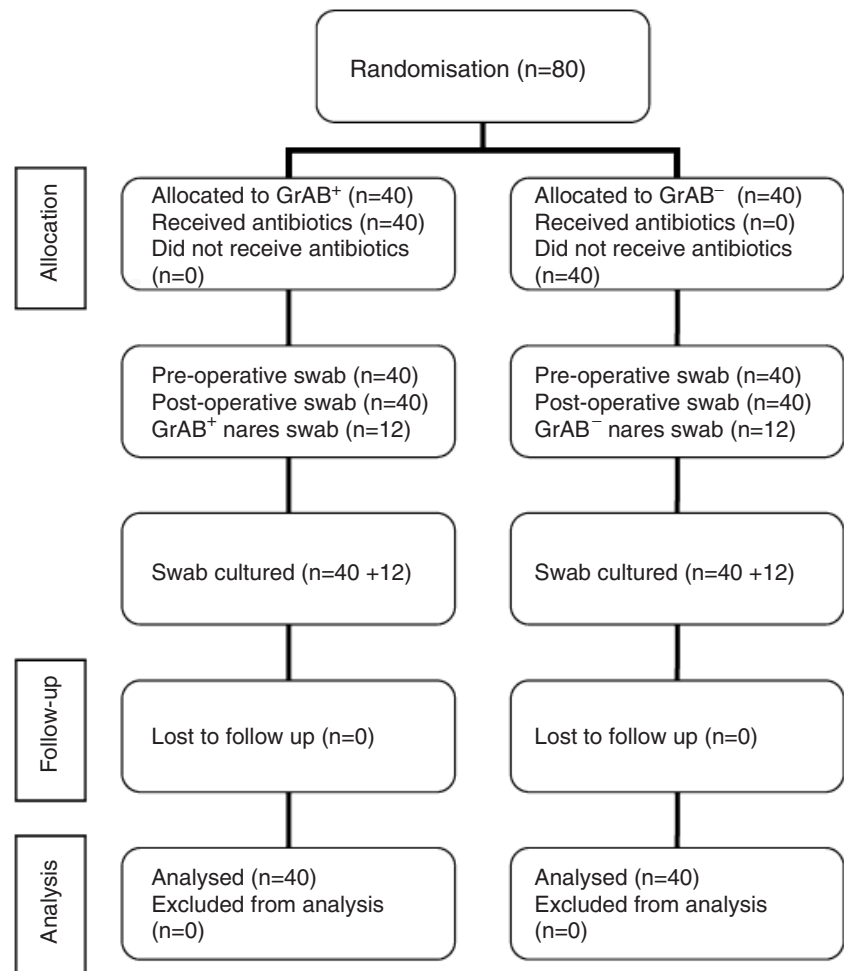 Randomisation (n=80)
Allocation
Allocated to GrAB⁺ (n=40)
Received antibiotics (n=40)
Did not receive antibiotics
(n=0)
Allocated to GrAB⁻ (n=40)
Received antibiotics (n=0)
Did not receive antibiotics
(n=40)
Pre-operative swab (n=40)
Post-operative swab (n=40)
GrAB⁺ nares swab (n=12)
Pre-operative swab (n=40)
Post-operative swab (n=40)
GrAB⁻ nares swab (n=12)
Swab cultured (n=40 +12)
Swab cultured (n=40 +12)
Follow-up
Lost to follow up (n=0)
Lost to follow up (n=0)
Analysis
Analysed (n=40)
Excluded from analysis
(n=0)
Analysed (n=40)
Excluded from analysis
(n=0)